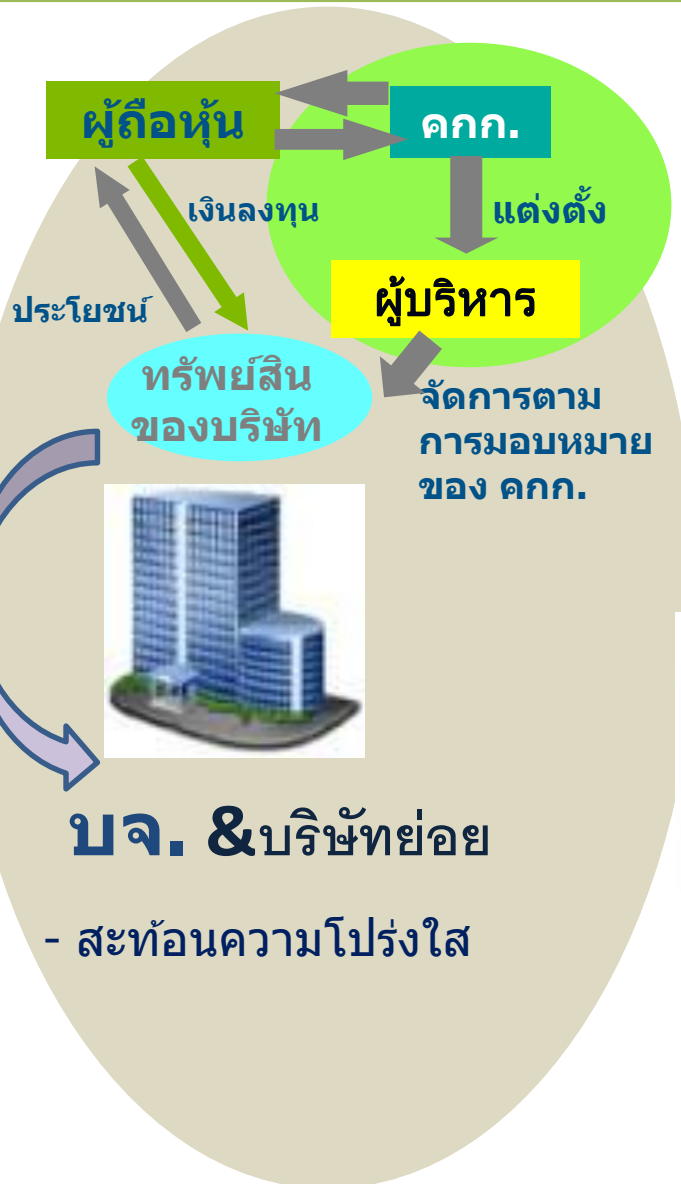 ผู้ถือหุ้น
คกก.
เงินลงทุน
แต่งตั้ง
ประโยชน์
ผู้บริหาร
ทรัพย์สิน
ของบริษัท
จัดการตาม
การมอบหมาย
ของ คกก.
บจ. &บริษัทย่อย
- สะท้อนความโปร่งใส